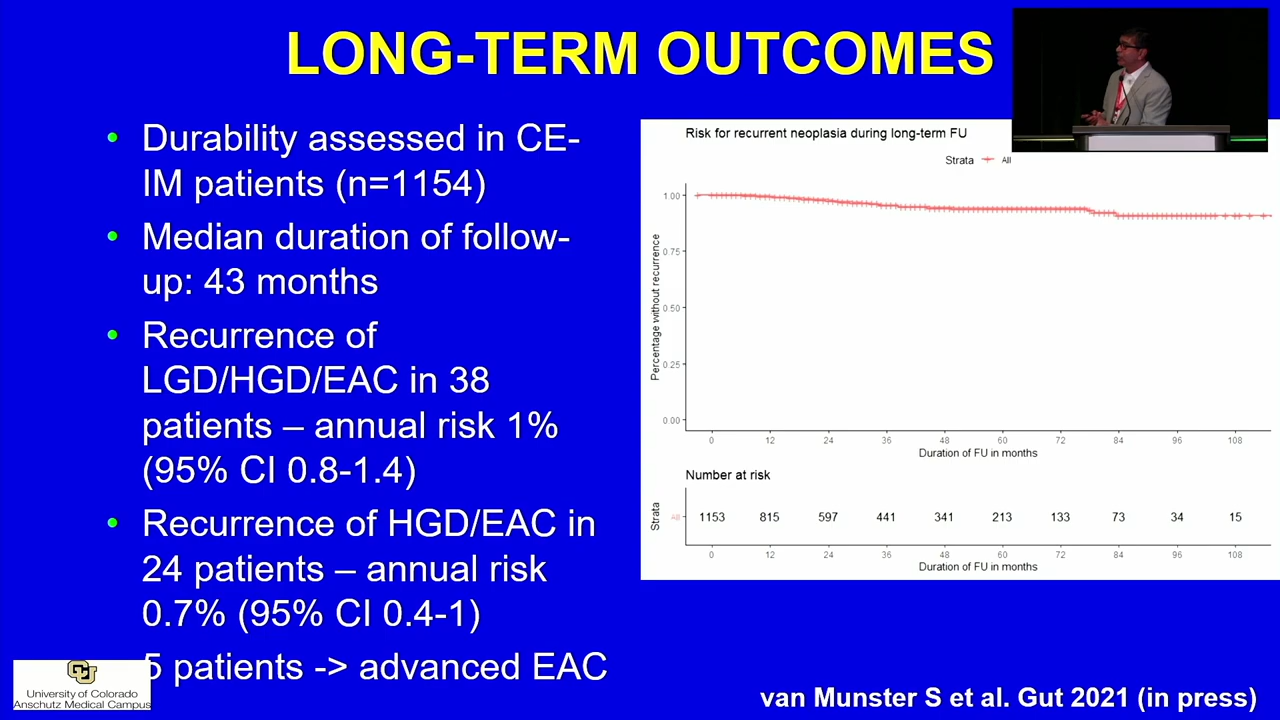 LONG-TERM OUTCOMES
• Durability assessed in CE-
IM patients (n=1154)
• Median duration of follow-
up: 43 months
• Recurrence of
LGD/HGD/EAC in 38
patients – annual risk 1%
(95% CI 0.8-1.4)
• Recurrence of HGD/EAC in
24 patients – annual risk
0.7% (95% CI 0.4-1)
5 patients -> advanced EAC
Risk for recurrent neoplasia during long-term FU
Strata All
Percentage without recurrence
1.00
0.75
0.50
0.25
0.00
0 12 24 36 48 60 72 84 96 108
Duration of FU in months
Number at risk
Strata
All 1153 815 597 441 341 213 133 73 34 15
0 12 24 36 48 60 72 84 96 108
Duration of FU in months
CU
University of Colorado
Anschutz Medical Campus
van Munster S et al. Gut 2021 (in press)